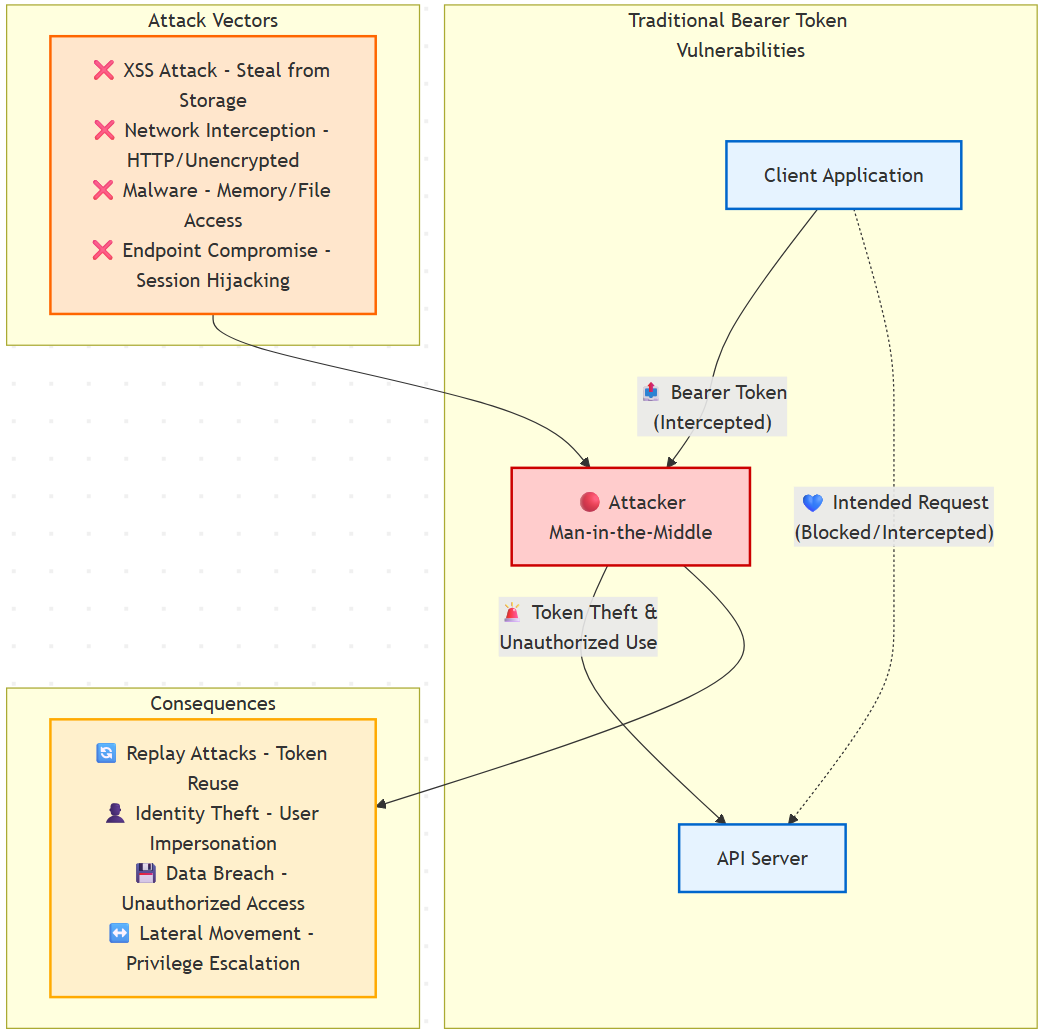 Attack Vectors
❌ XSS Attack - Steal from
Storage
❌ Network Interception -
HTTP/Unencrypted
❌ Malware - Memory/File
Access
❌ Endpoint Compromise -
Session Hijacking
Traditional Bearer Token
Vulnerabilities
Client Application
📤 Bearer Token
(Intercepted)
🔴 Attacker
Man-in-the-Middle
💙 Intended Request
(Blocked/Intercepted)
🚨 Token Theft &
Unauthorized Use
API Server
Consequences
🔄 Replay Attacks - Token
Reuse
👤 Identity Theft - User
Impersonation
💾 Data Breach -
Unauthorized Access
↔️ Lateral Movement -
Privilege Escalation